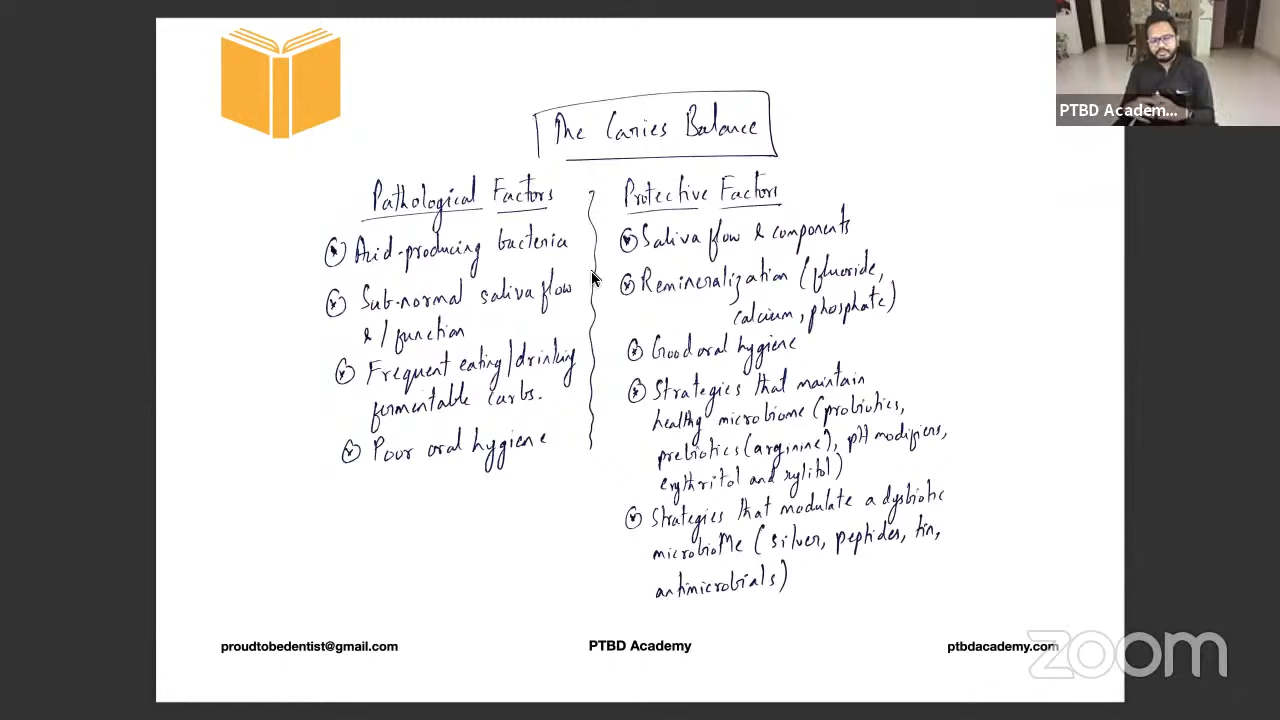 PTBD Academ...
The Caries Balance
Pathological Factors
Acid-producing bacteria
Sub-normal saliva flow
& / function
Frequent eating/drinking
fermentable carbs.
Poor oral hygiene
Protective Factors
Saliva flow & components
Remineralization (fluoride,
calcium, phosphate)
Good oral hygiene
Strategies that maintain
healthy microbiome (probiotics,
prebiotics (arginine), pH modifiers,
erythritol and xylitol)
Strategies that modulate a dysbiotic
microbioMe (silver, peptides, tin,
antimicrobials)
proudtobedentist@gmail.com
PTBD Academy
ptbdacademy.com
zoom